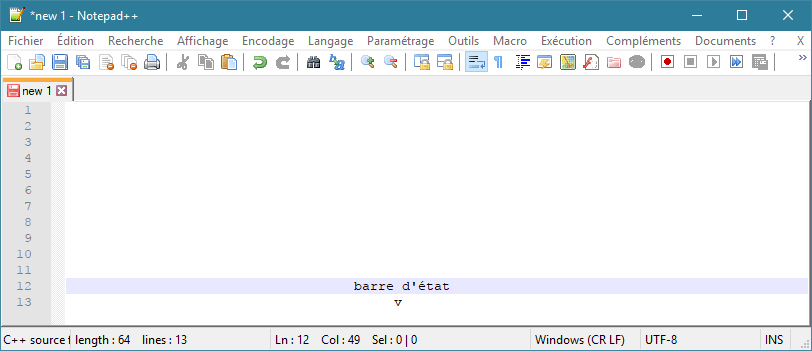 *new 1 - Notepad++
Fichier Édition Recherche Affichage Encodage Langage Paramétrage Outils Macro Exécution Compléments Documents ? X
new 1
1
2
3
4
5
6
7
8
9
10
11
12 barre d'état
13 v
C++ source f length : 64 lines : 13 Ln : 12 Col : 49 Sel : 0 | 0 Windows (CR LF) UTF-8 INS